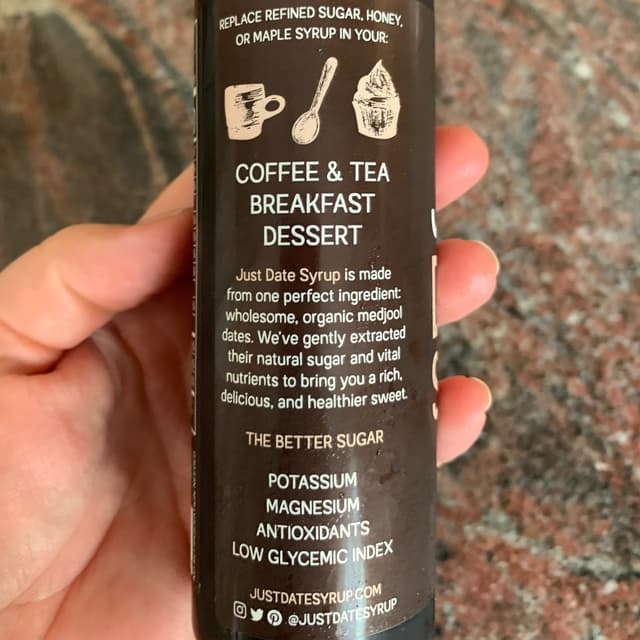 REPLACE REFINED SUGAR, HONEY,
OR MAPLE SYRUP IN YOUR:
COFFEE & TEA
BREAKFAST
DESSERT
Just Date Syrup is made
from one perfect ingredient:
wholesome, organic medjool
dates. We've gently extracted
their natural sugar and vital
nutrients to bring you a rich,
delicious, and healthier sweet.
THE BETTER SUGAR
POTASSIUM
MAGNESIUM
ANTIOXIDANTS
LOW GLYCEMIC INDEX
JUSTDATESYRUP.COM
@JUSTDATESYRUP